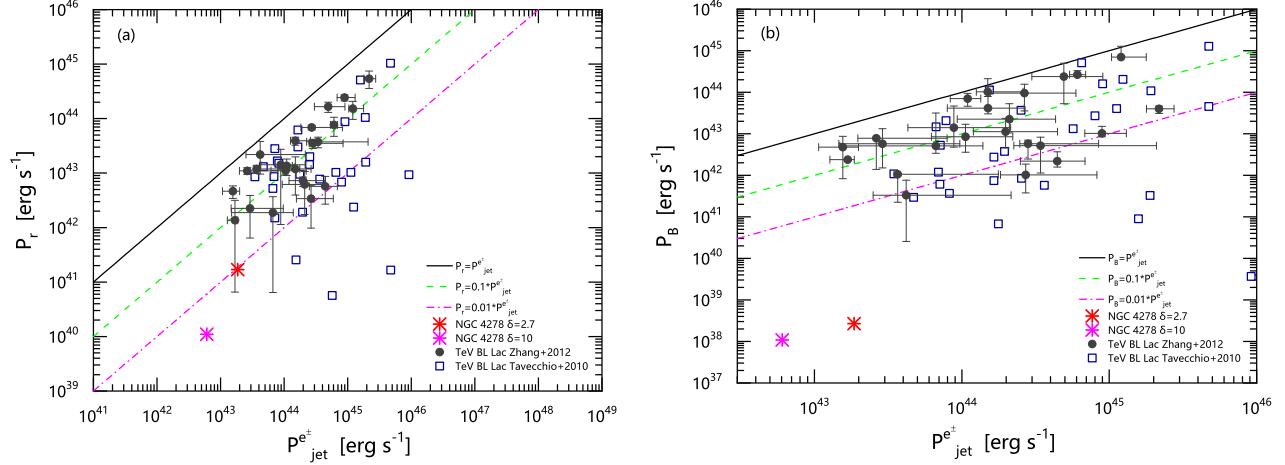 (a)
10^46
10^45
10^44
10^43
10^42
10^41
10^40
10^39
P_r [erg s^-1]
P_r=P^e±_jet
P_r=0.1*P^e±_jet
P_r=0.01*P^e±_jet
NGC 4278 δ=2.7
NGC 4278 δ=10
TeV BL Lac Zhang+2012
TeV BL Lac Tavecchio+2010
10^41 10^42 10^43 10^44 10^45 10^46 10^47 10^48 10^49
P^e±_jet [erg s^-1]
(b)
10^46
10^45
10^44
10^43
10^42
10^41
10^40
10^39
10^38
10^37
P_B [erg s^-1]
P_B=P^e±_jet
P_B=0.1*P^e±_jet
P_B=0.01*P^e±_jet
NGC 4278 δ=2.7
NGC 4278 δ=10
TeV BL Lac Zhang+2012
TeV BL Lac Tavecchio+2010
10^43 10^44 10^45 10^46
P^e±_jet [erg s^-1]